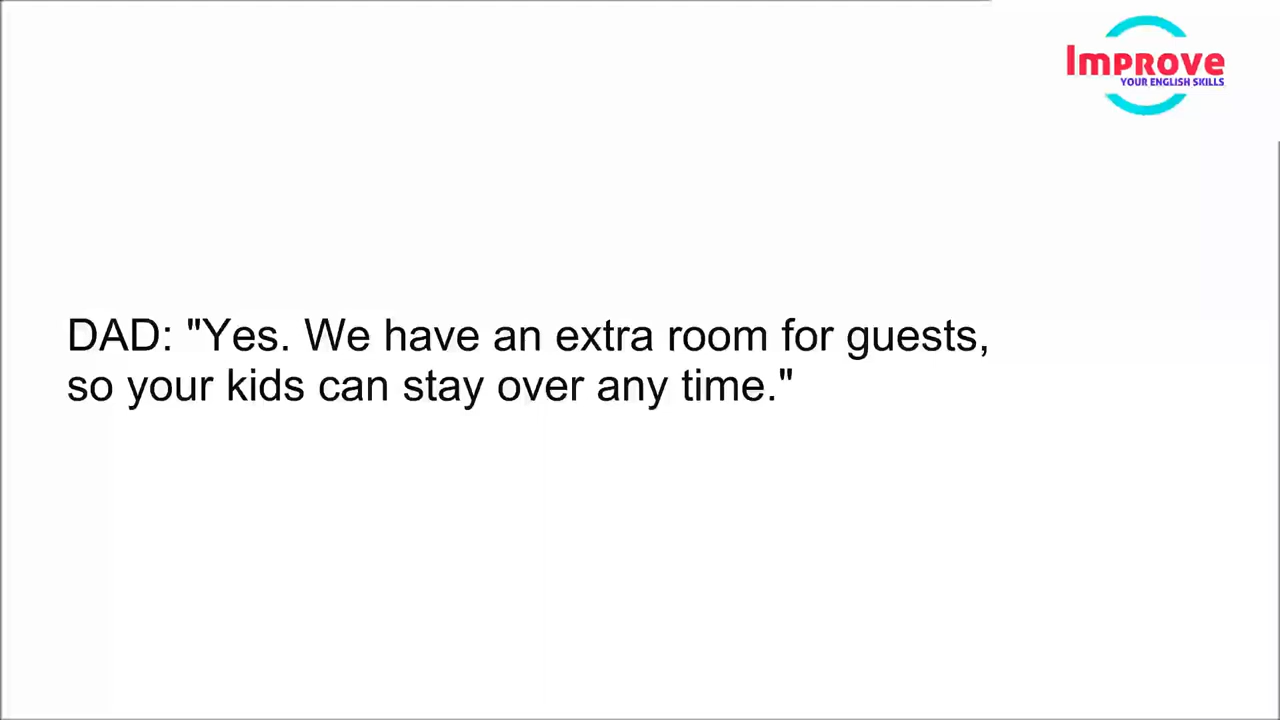 Improve
YOUR ENGLISH SKILLS
DAD: "Yes. We have an extra room for guests,
so your kids can stay over any time."